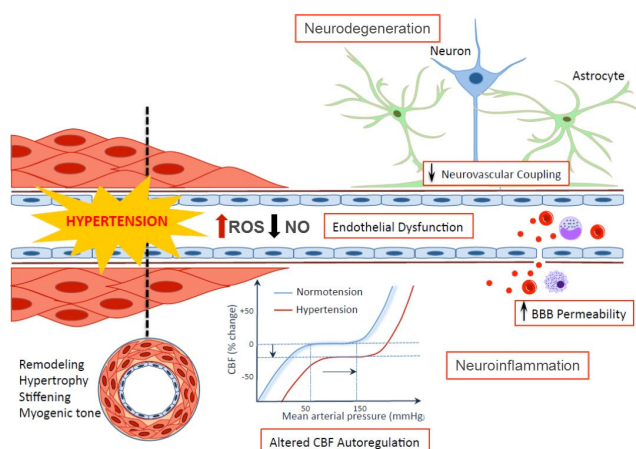 Neurodegeneration
Neuron
Astrocyte
Neurovascular Coupling
HYPERTENSION
ROS
NO
Endothelial Dysfunction
BBB Permeability
Normotension
Hypertension
CBF (% change)
+50
0
-50
50
150
Mean arterial pressure (mmHg)
Altered CBF Autoregulation
Neuroinflammation
Remodeling
Hypertrophy
Stiffening
Myogenic tone